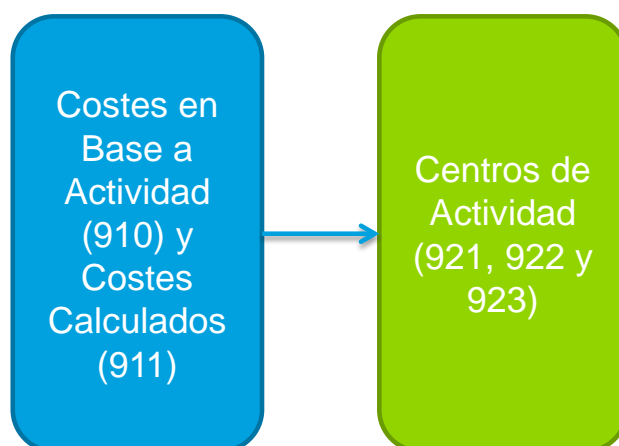 Costes en
Base a
Actividad
(910) y
Costes
Calculados
(911)
Centros de
Actividad
(921, 922 y
923)